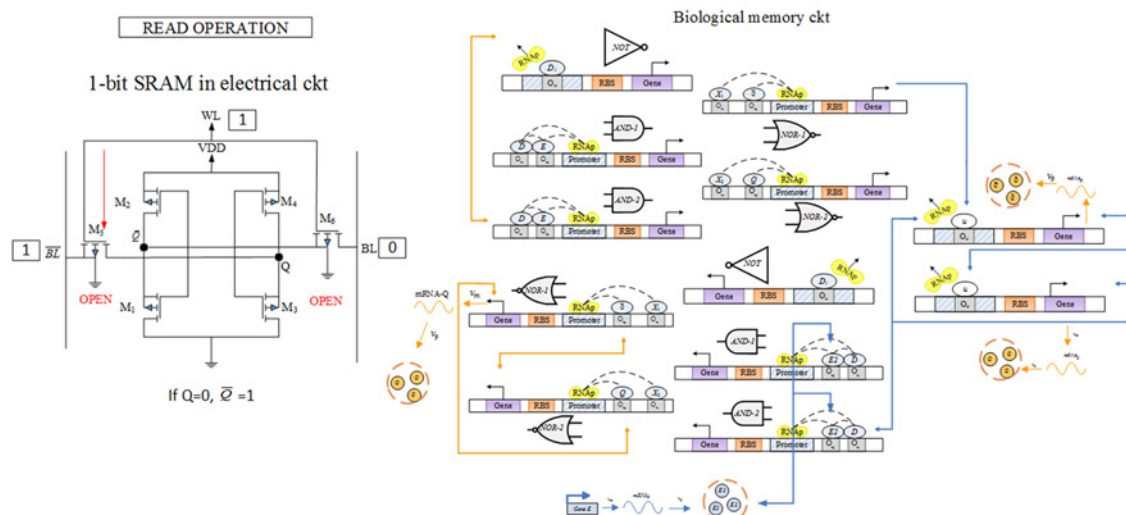 READ OPERATION
1-bit SRAM in electrical ckt
WL 1
VDD
M2
M4
M5
M6
Q̅
1 B̅L̅
BL 0
Q
OPEN
OPEN
M1
M3
If Q=0, Q̅ =1
Biological memory ckt
NOT
RNAp
RBS Gene
RNAp
Promoter RBS Gene
AND-1
NOR-1
D E RNAp
Promoter RBS Gene
Q RNAp
Promoter RBS Gene
AND-2
NOR-2
D E RNAp
Promoter RBS Gene
RNAp
u
RBS Gene
NOT
RNAp
Gene RBS
RNAp
u
RBS Gene
mRNA-Q
NOR-1
RNAp
Gene RBS Promoter
AND-1
RNAp E2 D
Gene RBS Promoter
RNAp Q
Gene RBS Promoter
NOR-2
AND-2
RNAp E2 D
Gene RBS Promoter
Gene E